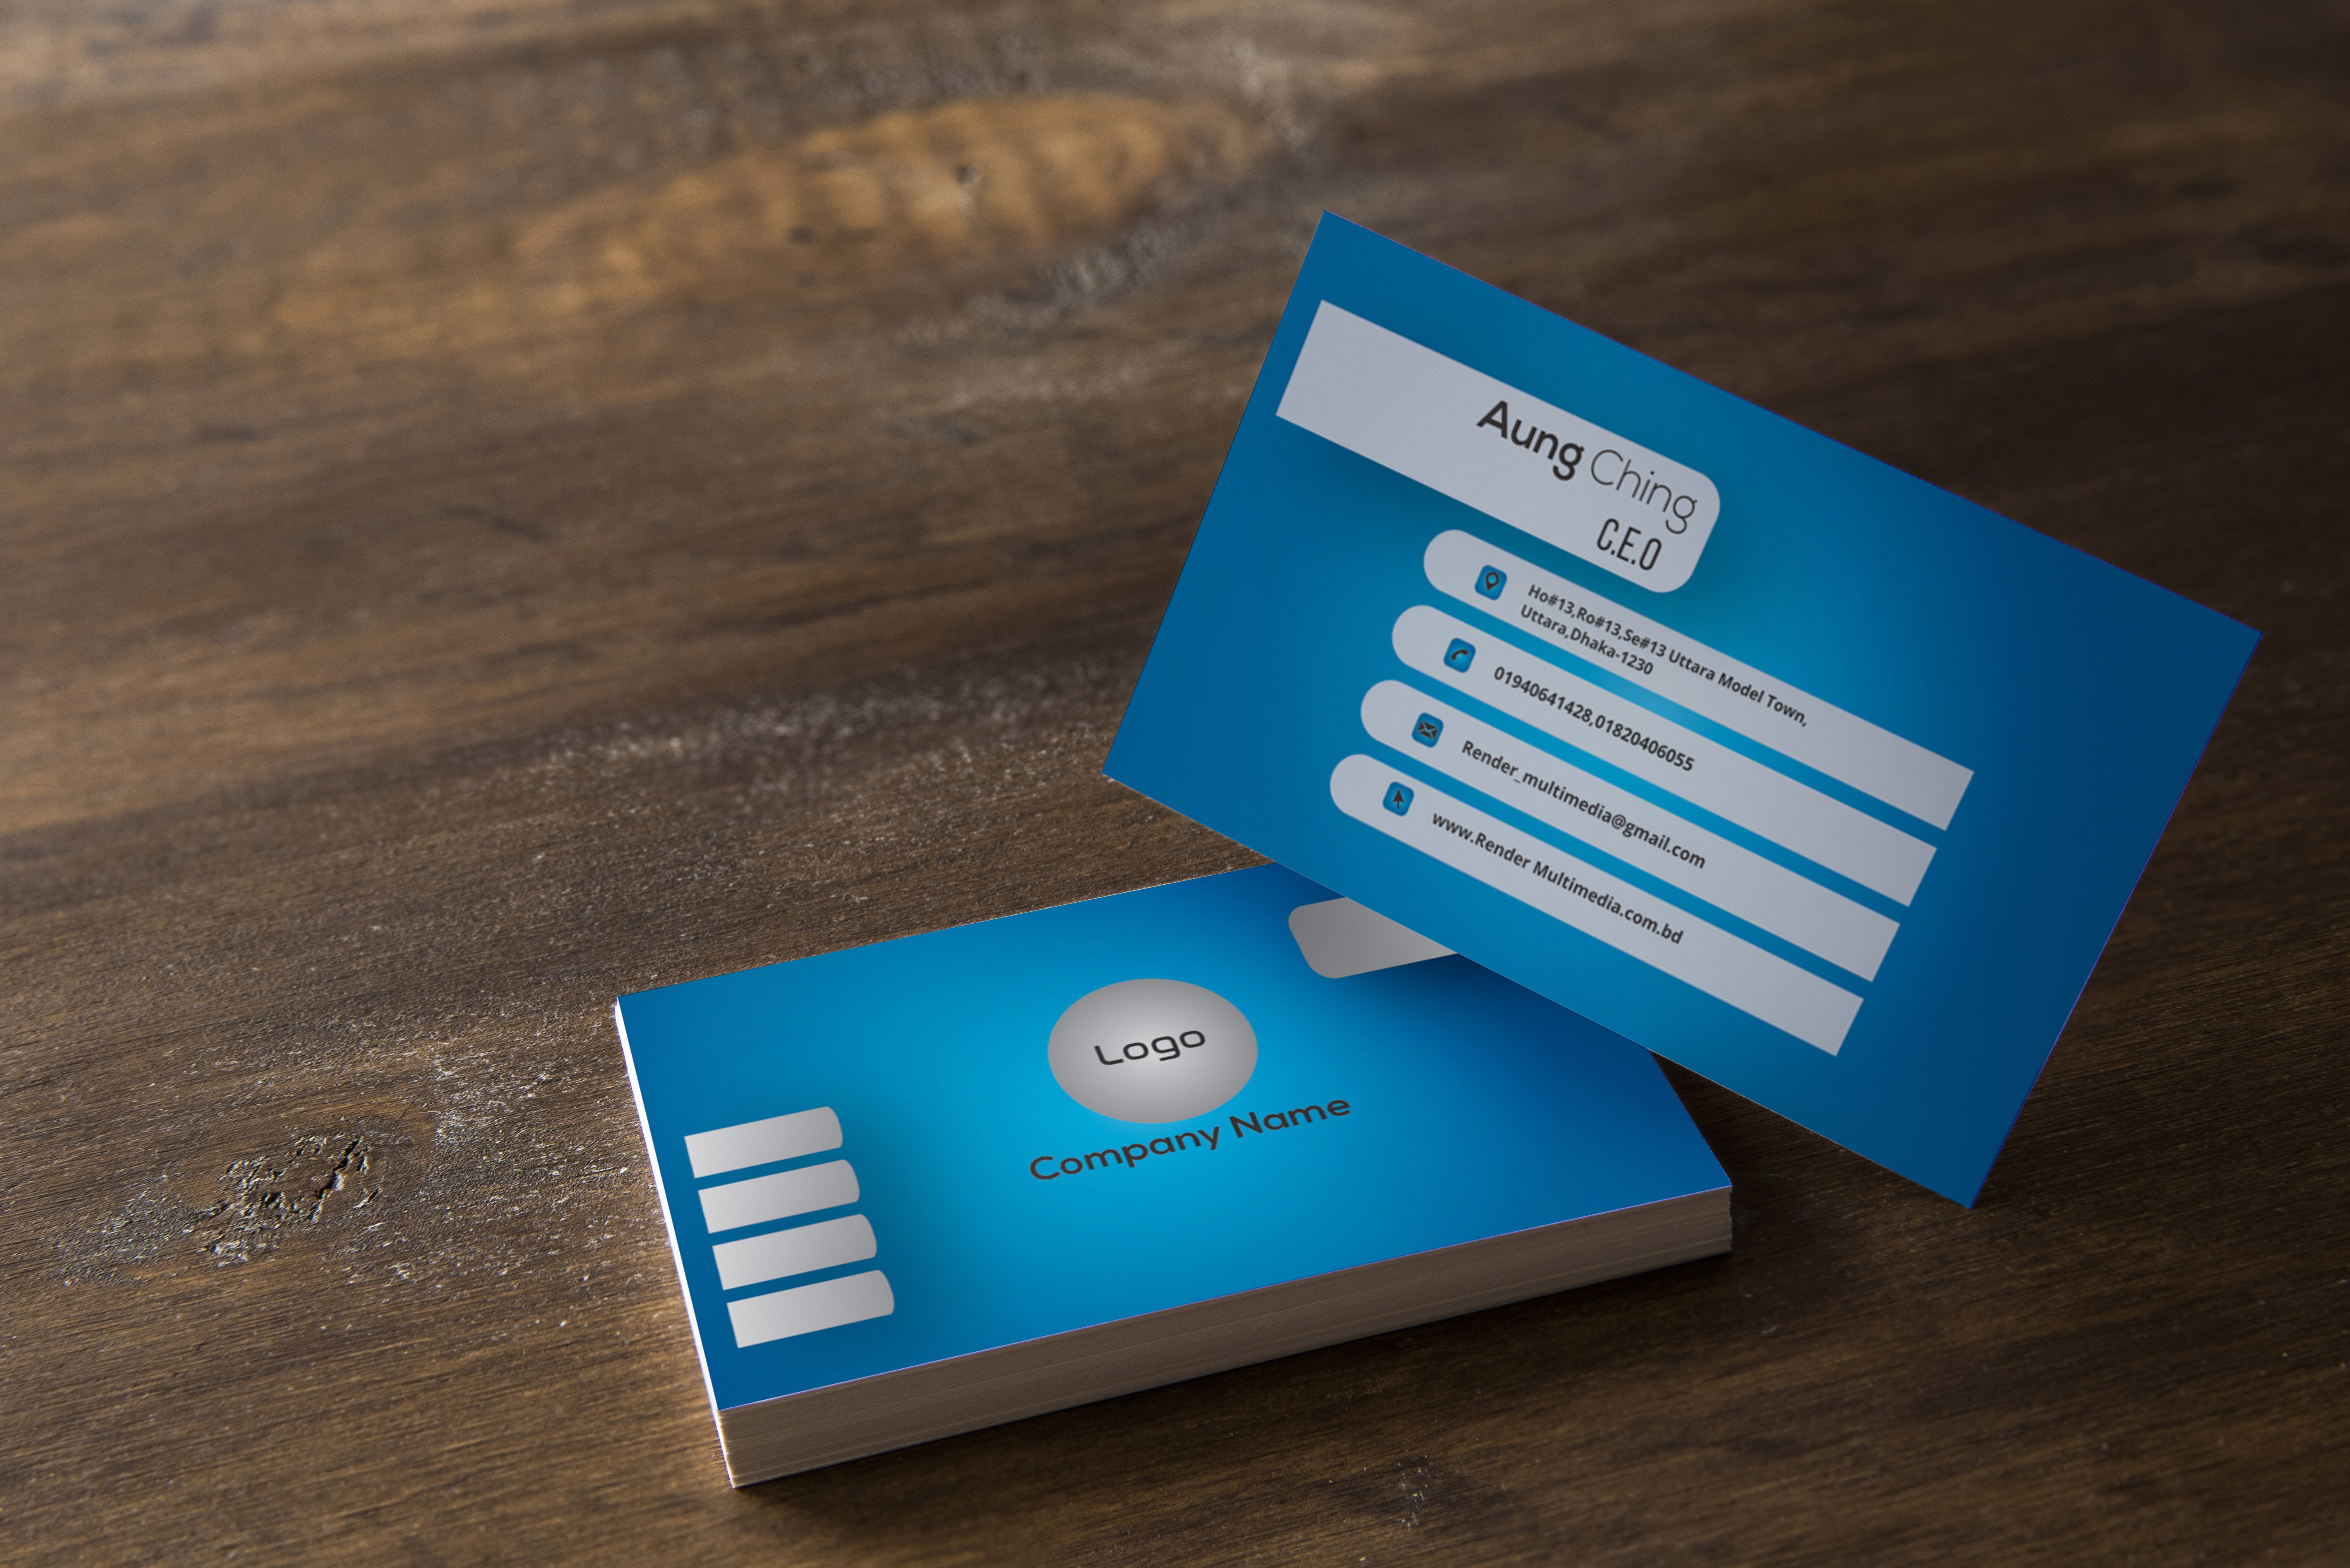 Aung Ching
C.E.O
Ho#13,Ro#13,Se#13 Uttara Model Town,
Uttara,Dhaka-1230
01940641428,01820406055
Render_multimedia@gmail.com
www.Render Multimedia.com.bd
Logo
Company Name